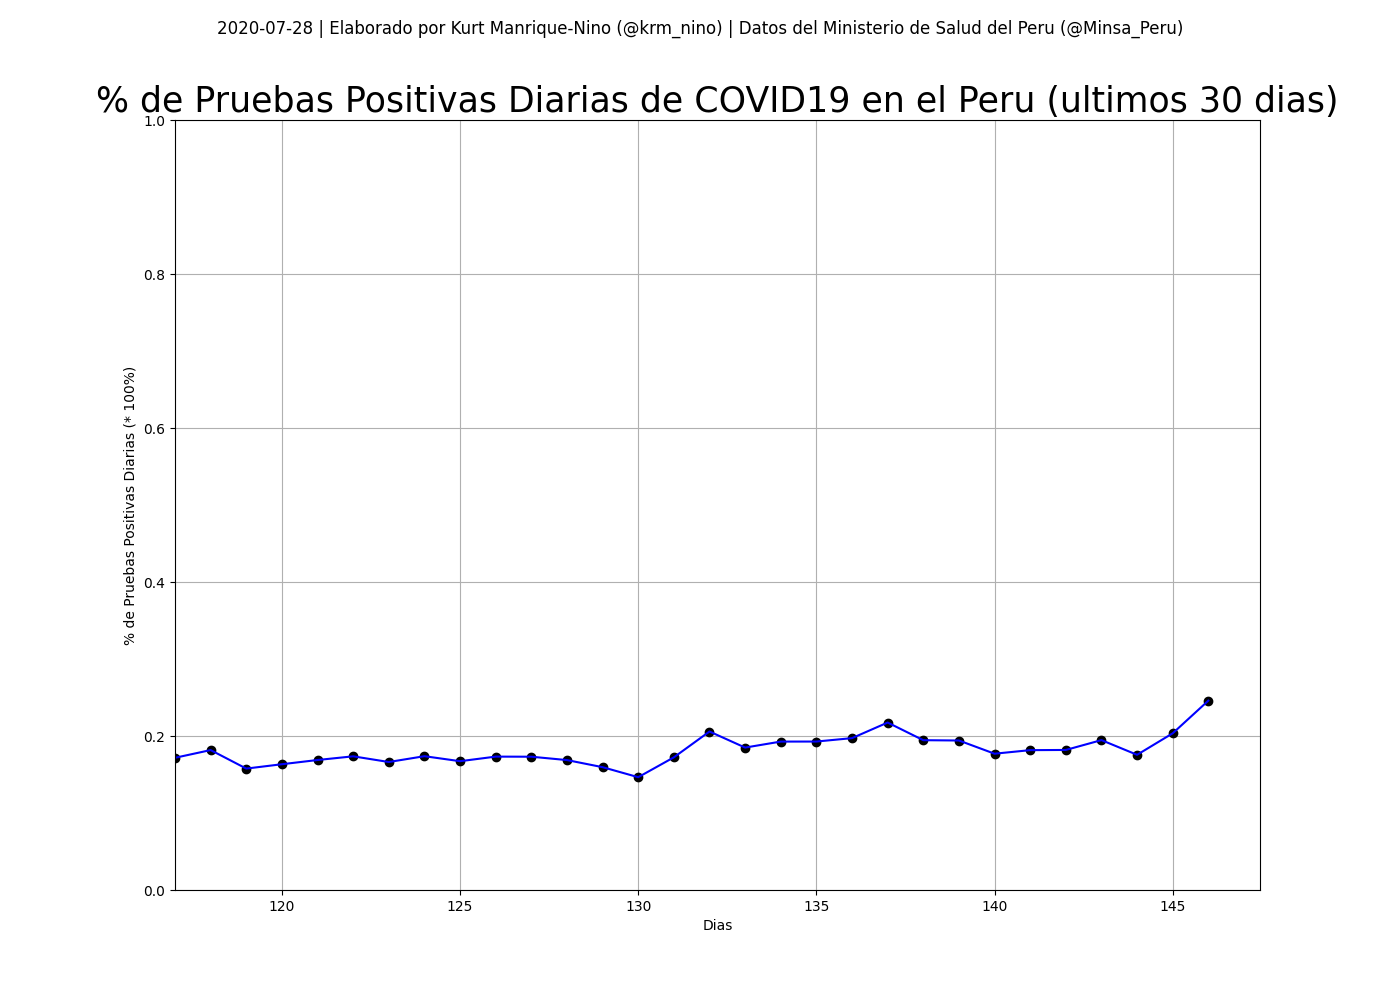 2020-07-28 | Elaborado por Kurt Manrique-Nino (@krm_nino) | Datos del Ministerio de Salud del Peru (@Minsa_Peru)
% de Pruebas Positivas Diarias de COVID19 en el Peru (ultimos 30 dias)
% de Pruebas Positivas Diarias (* 100%)
1.0
0.8
0.6
0.4
0.2
0.0
120 125 130 135 140 145
Dias